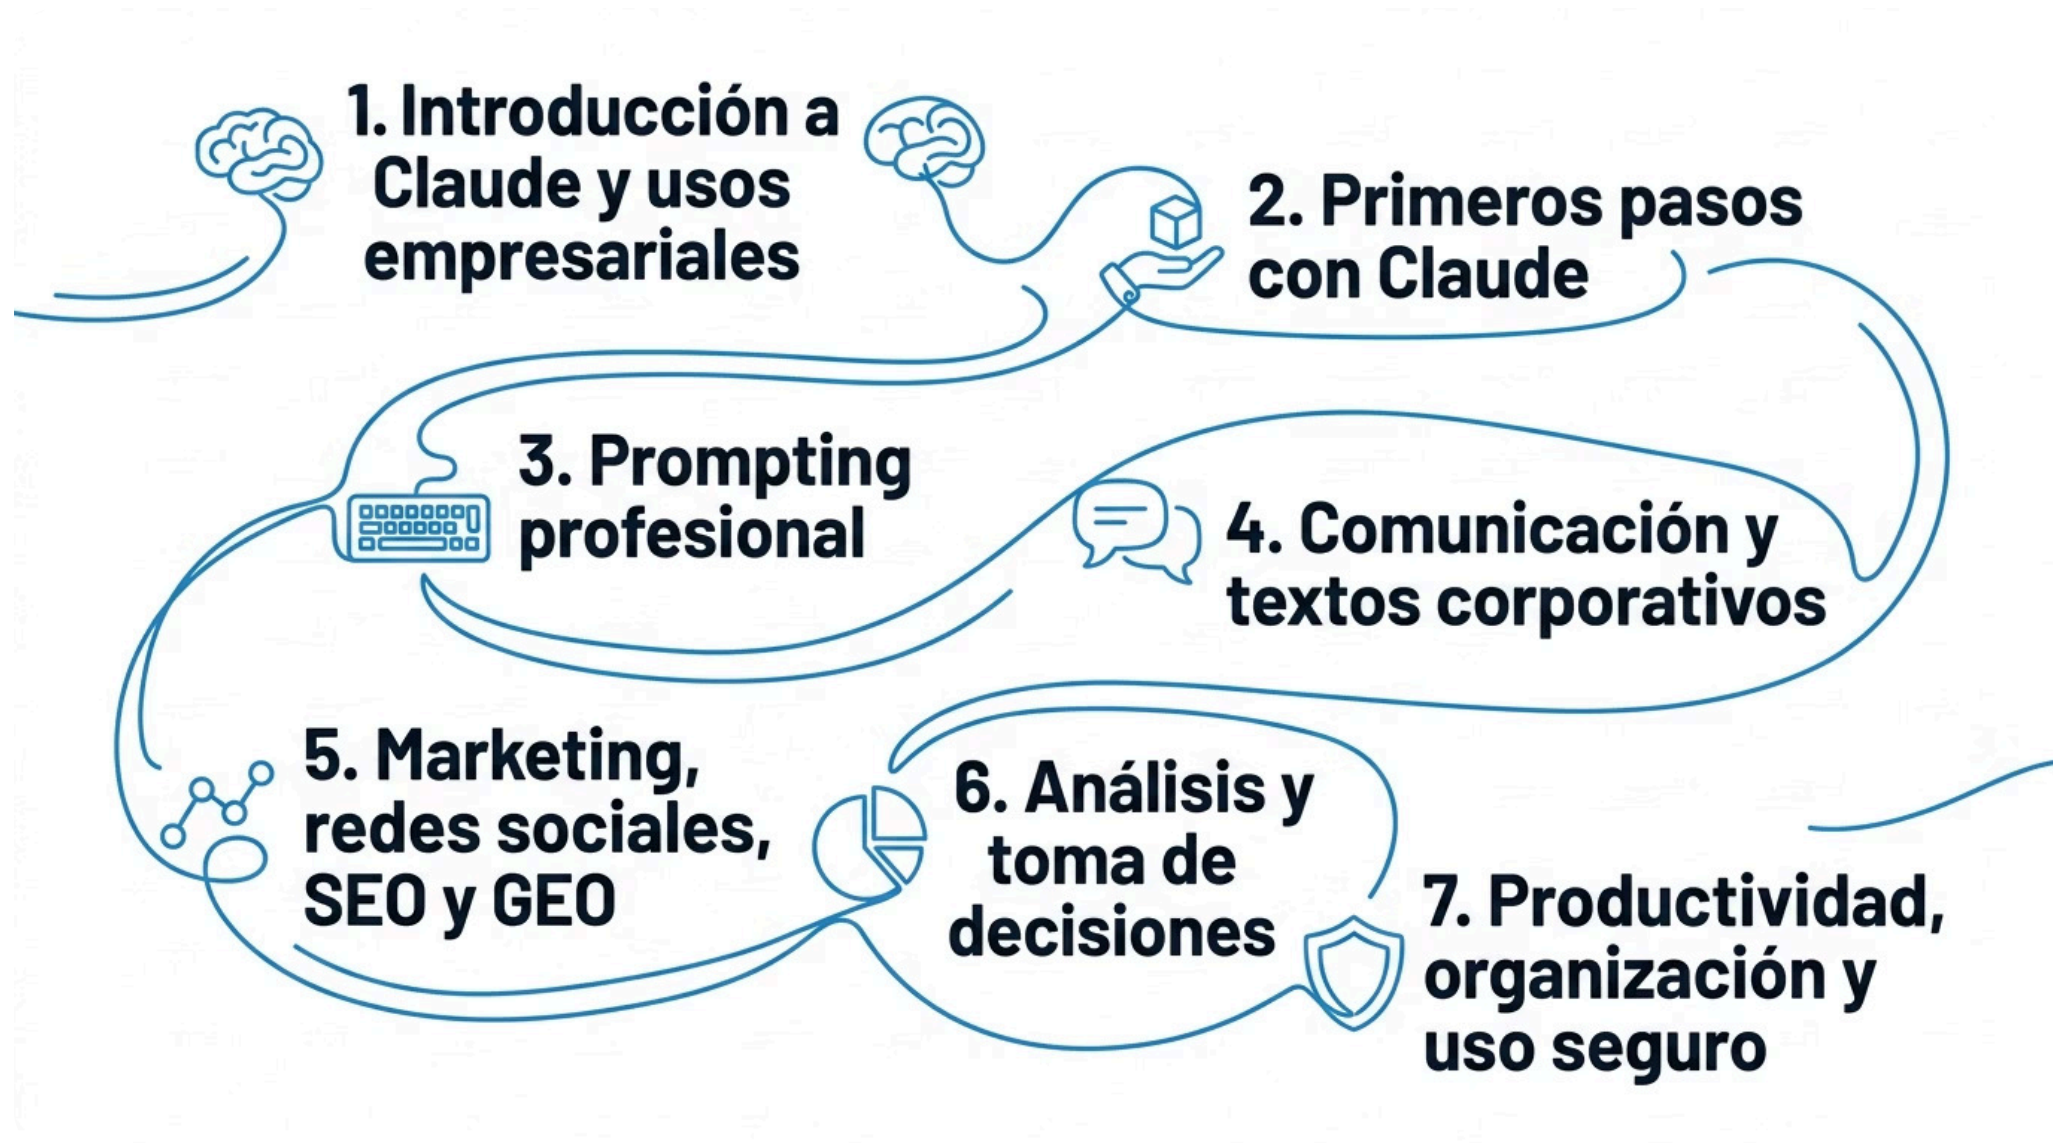 1. Introducción a
Claude y usos
empresariales
2. Primeros pasos
con Claude
3. Prompting
profesional
4. Comunicación y
textos corporativos
5. Marketing,
redes sociales,
SEO y GEO
6. Análisis y
toma de
decisiones
7. Productividad,
organización y
uso seguro